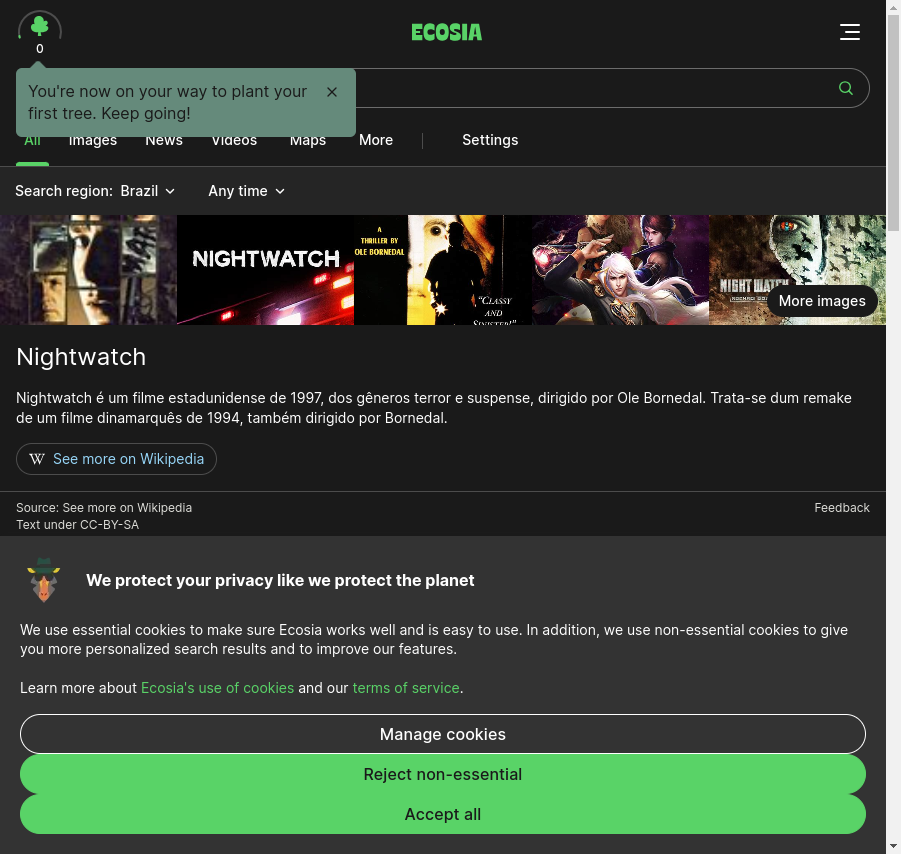 0
ECOSIA
You're now on your way to plant your
first tree. Keep going!
All Images News Videos Maps More Settings
Search region: Brazil Any time
NIGHTWATCH
A
THRILLER BY
OLE BORNEDAL
"CLASSY
AND
SINISTER!"
NIGHT WATCH
More images
Nightwatch
Nightwatch é um filme estadunidense de 1997, dos gêneros terror e suspense, dirigido por Ole Bornedal. Trata-se dum remake
de um filme dinamarquês de 1994, também dirigido por Bornedal.
W See more on Wikipedia
Source: See more on Wikipedia Feedback
Text under CC-BY-SA
We protect your privacy like we protect the planet
We use essential cookies to make sure Ecosia works well and is easy to use. In addition, we use non-essential cookies to give
you more personalized search results and to improve our features.
Learn more about Ecosia's use of cookies and our terms of service.
Manage cookies
Reject non-essential
Accept all